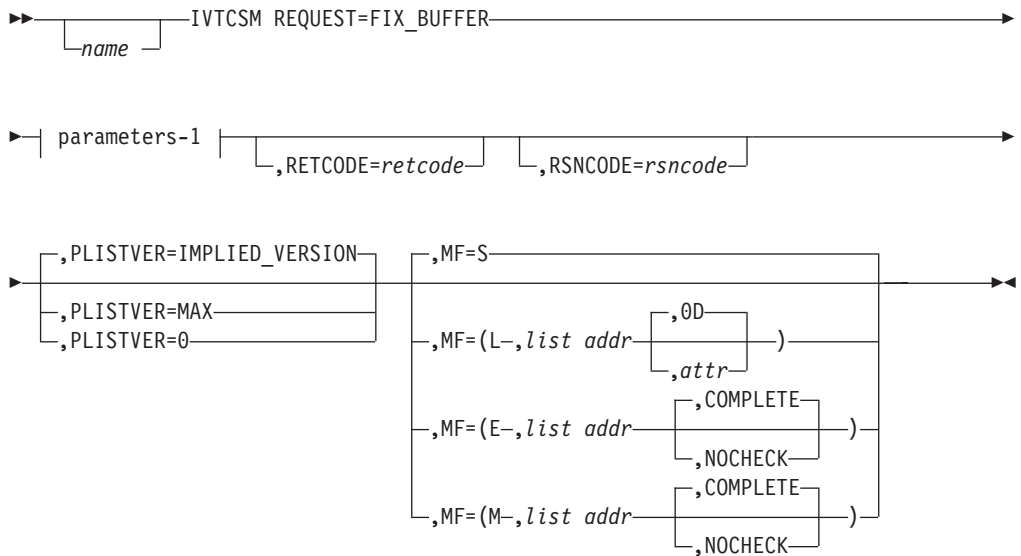 IVTCSM REQUEST=FIX_BUFFER
name
parameters-1
,RETCODE=retcode ,RSNCODE=rsncode
,PLISTVER=IMPLIED_VERSION ,MF=S
,PLISTVER=MAX ,0D
,PLISTVER=0 ,MF=(L ,list addr )
,attr
,COMPLETE
,MF=(E ,list addr )
,NOCHECK
,COMPLETE
,MF=(M ,list addr )
,NOCHECK